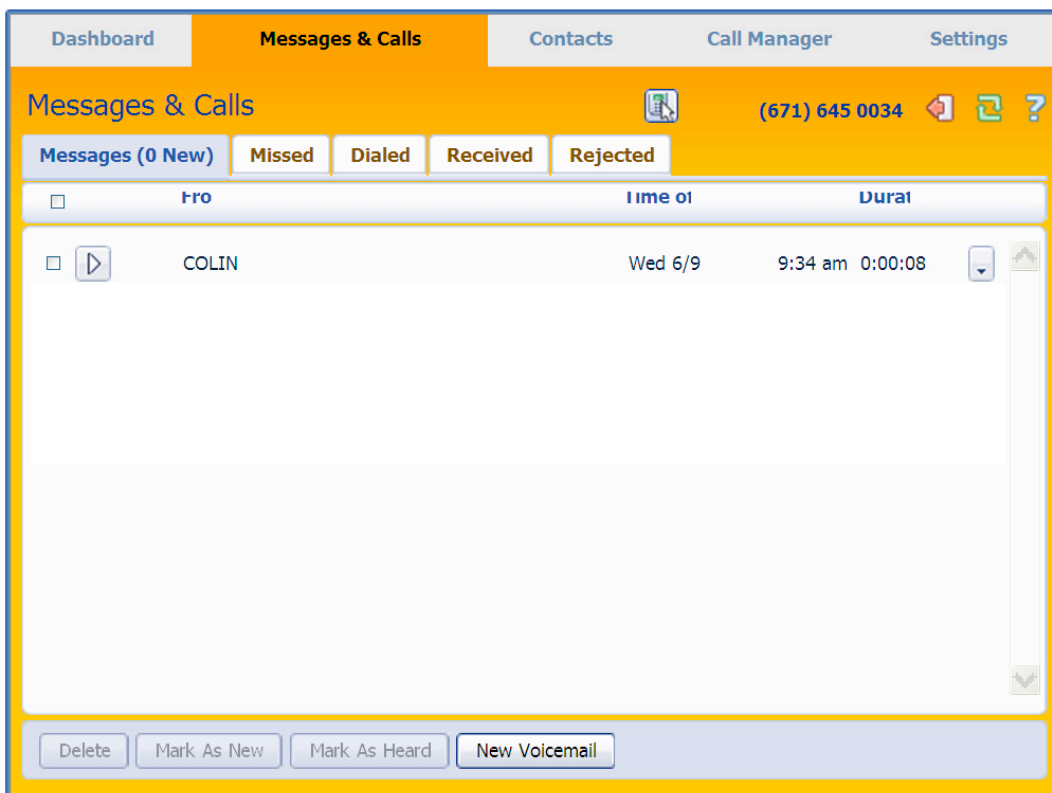 Dashboard Messages & Calls Contacts Call Manager Settings
Messages & Calls (671) 645 0034 ?
Messages (0 New) Missed Dialed Received Rejected
Fro Time of Durat
COLIN Wed 6/9 9:34 am 0:00:08
Delete Mark As New Mark As Heard New Voicemail